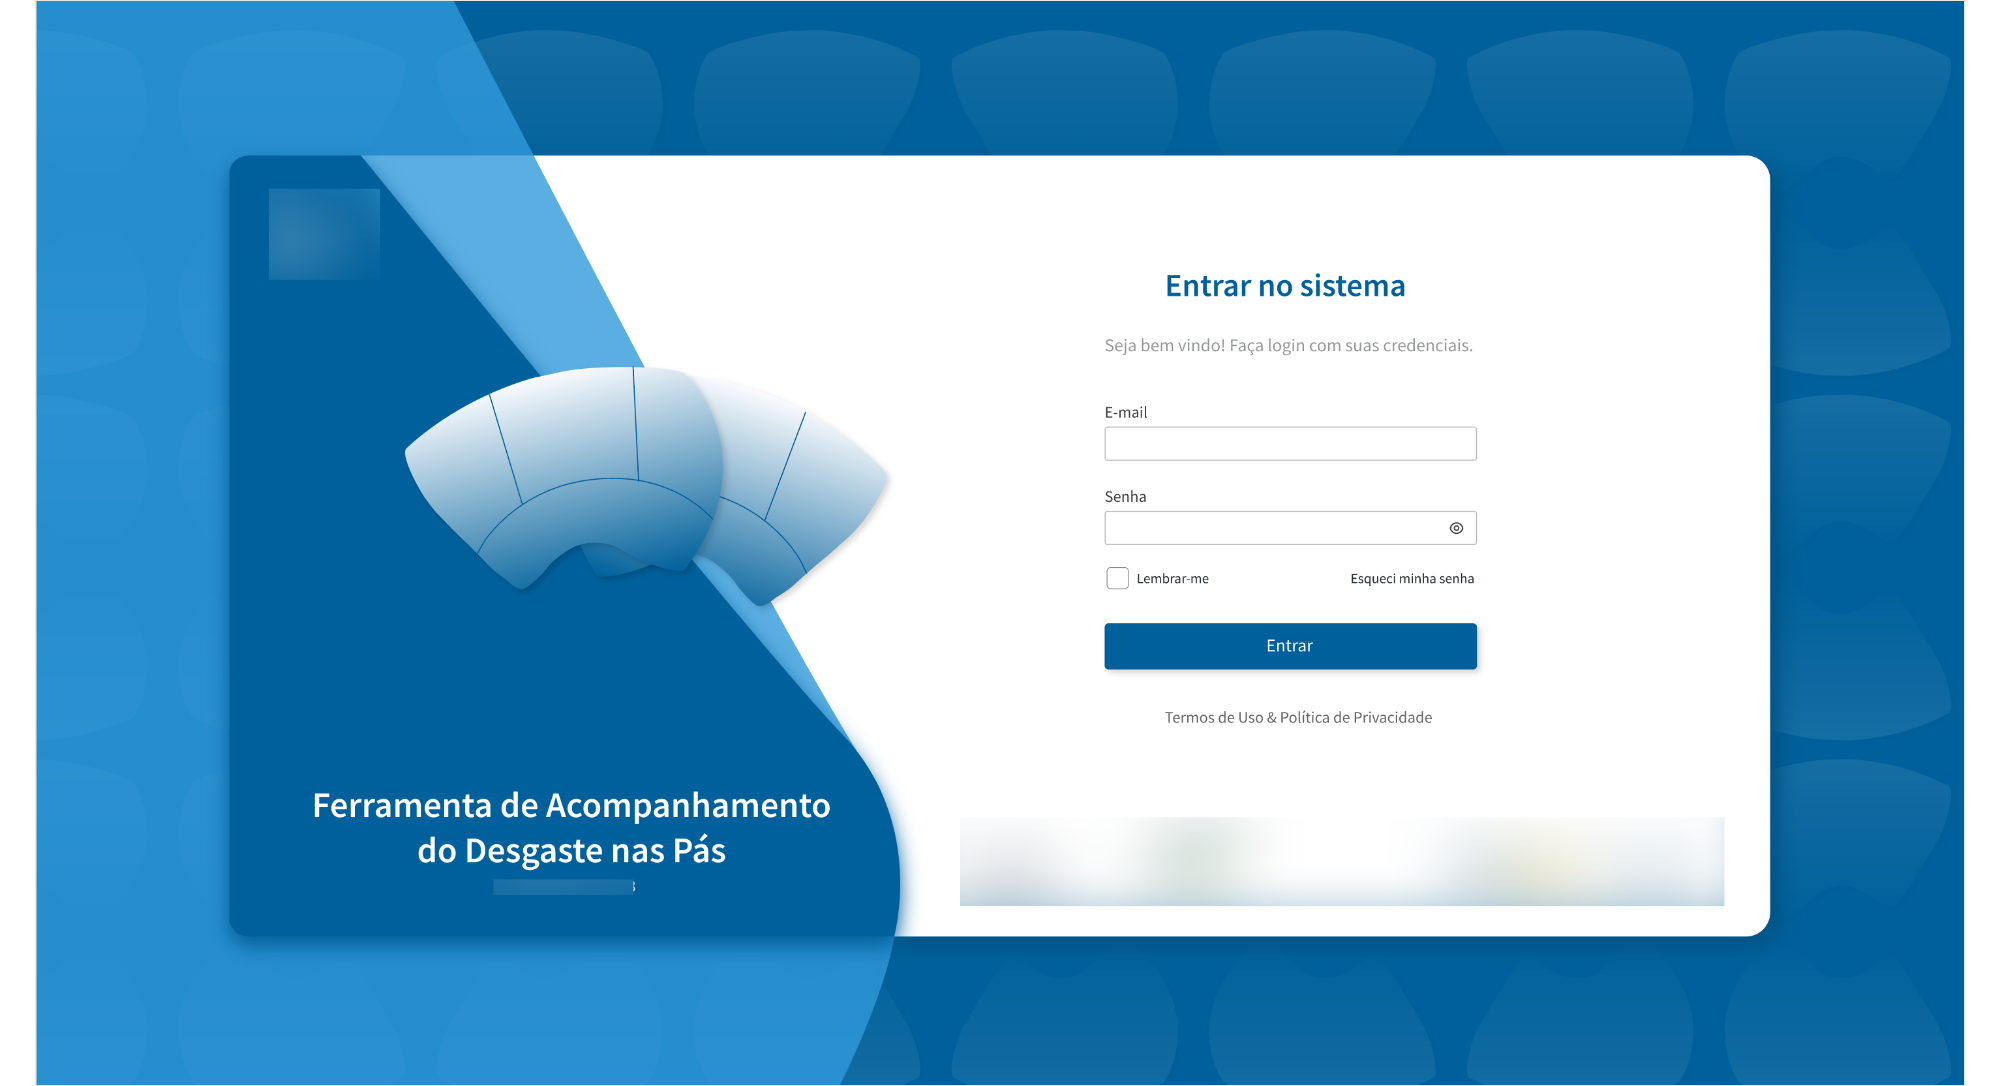 Entrar no sistema
Seja bem vindo! Faça login com suas credenciais.
E-mail
Senha
Lembrar-me
Esqueci minha senha
Entrar
Termos de Uso & Política de Privacidade
Ferramenta de Acompanhamento
do Desgaste nas Pás